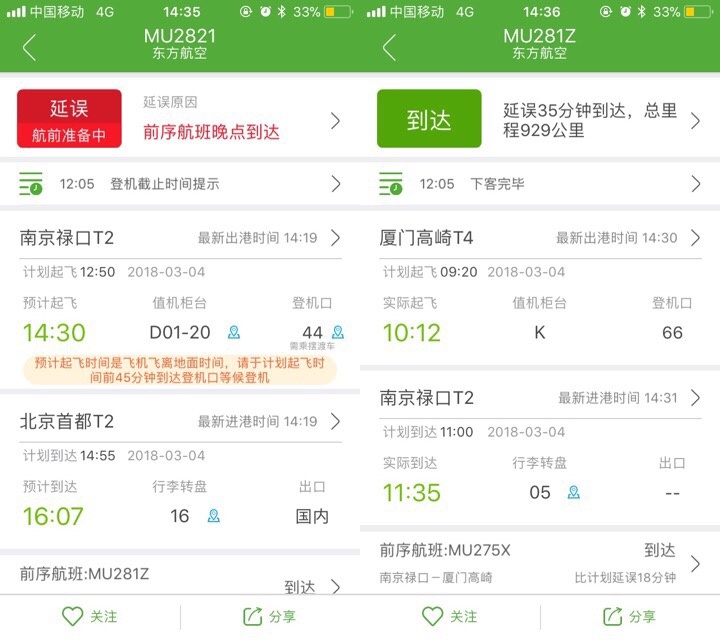 中国移动 4G 14:35 33%
MU2821
东方航空
延误
航前准备中
延误原因
前序航班晚点到达
12:05 登机截止时间提示
南京禄口T2 最新出港时间 14:19
计划起飞 12:50 2018-03-04
预计起飞 值机柜台 登机口
14:30 D01-20 44
需乘摆渡车
预计起飞时间是飞机飞离地面时间，请于计划起飞时
间前45分钟到达登机口等候登机
北京首都T2 最新进港时间 14:19
计划到达 14:55 2018-03-04
预计到达 行李转盘 出口
16:07 16 国内
前序航班:MU281Z
到达
关注 分享
中国移动 4G 14:36 33%
MU281Z
东方航空
到达
延误35分钟到达，总里
程929公里
12:05 下客完毕
厦门高崎T4 最新出港时间 14:30
计划起飞 09:20 2018-03-04
实际起飞 值机柜台 登机口
10:12 K 66
南京禄口T2 最新进港时间 14:31
计划到达 11:00 2018-03-04
实际到达 行李转盘 出口
11:35 05 --
前序航班:MU275X 到达
南京禄口－厦门高崎 比计划延误18分钟
关注 分享